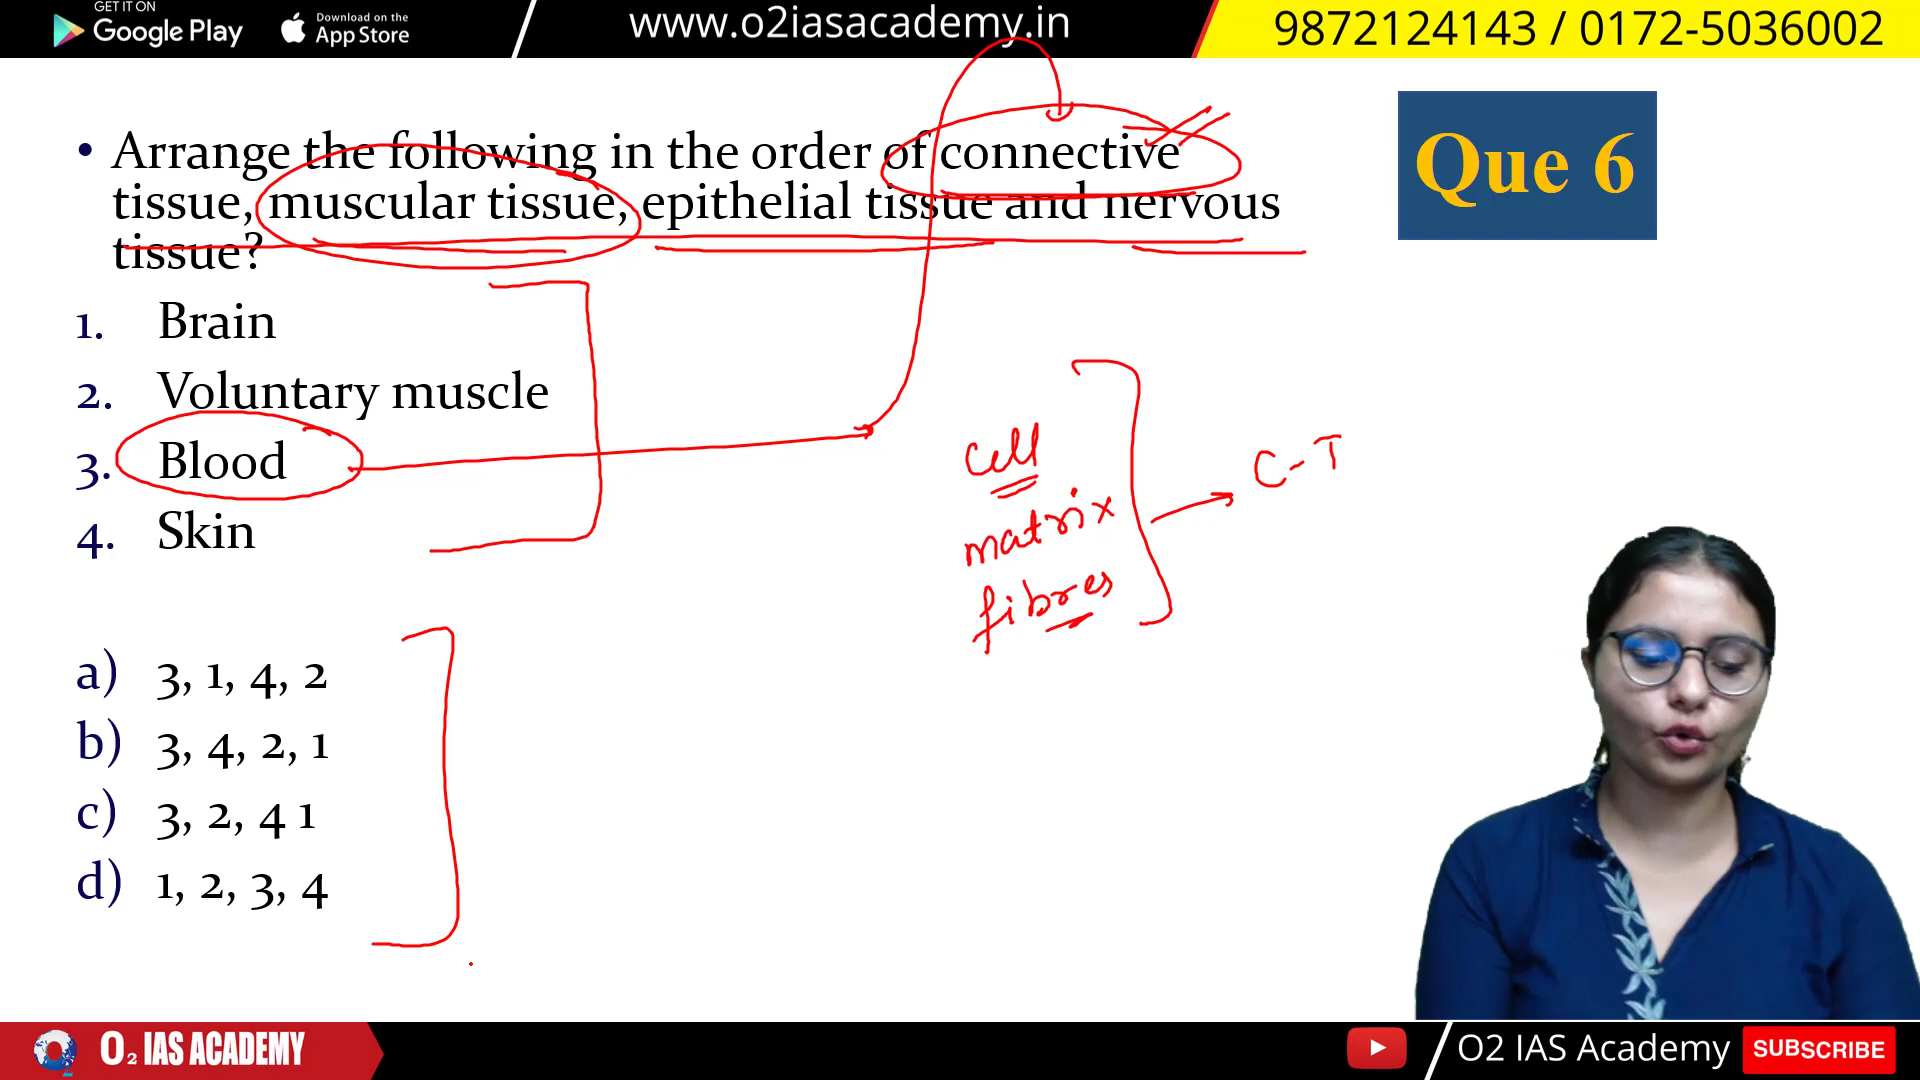 GET IT ON
Google Play
Download on the
App Store
www.o2iasacademy.in
9872124143 / 0172-5036002
• Arrange the following in the order of connective
tissue, muscular tissue, epithelial tissue and nervous
tissue?
Que 6
1. Brain
2. Voluntary muscle
3. Blood
4. Skin
cell
matrix
fibres
C-T
a) 3, 1, 4, 2
b) 3, 4, 2, 1
c) 3, 2, 4 1
d) 1, 2, 3, 4
O2 IAS ACADEMY
O2 IAS Academy
SUBSCRIBE